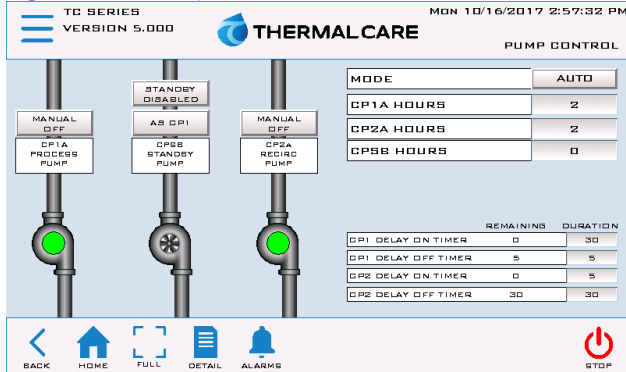 TC SERIES
VERSION 5.000
THERMALCARE
MON 10/16/2017 2:57:32 PM
PUMP CONTROL
MANUAL
OFF
CP1A
PROCESS
PUMP
STANDBY
DISABLED
AS CP1
CPSB
STANDBY
PUMP
MANUAL
OFF
CP2A
RECIRC
PUMP
MODE AUTO
CP1A HOURS 2
CP2A HOURS 2
CPSB HOURS 0
REMAINING DURATION
CP1 DELAY ON TIMER 0 30
CP1 DELAY OFF TIMER 5 5
CP2 DELAY ON TIMER 0 5
CP2 DELAY OFF TIMER 30 30
BACK
HOME
FULL
DETAIL
ALARMS
STOP